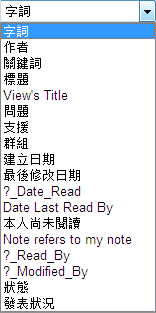 字詞
字詞
作者
關鍵詞
標題
View's Title
問題
支援
群組
建立日期
最後修改日期
?_Date_Read
Date Last Read By
本人尚未閱讀
Note refers to my note
?_Read_By
?_Modified_By
狀態
發表狀況